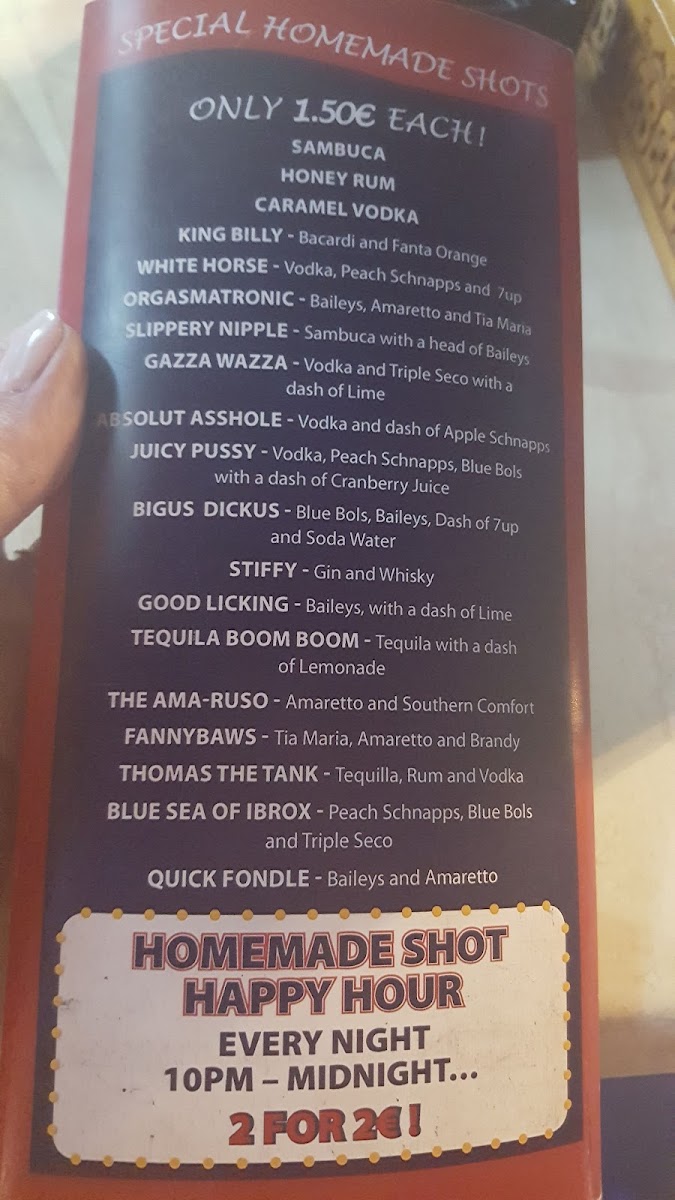 SPECIAL HOMEMADE SHOTS
ONLY 1.50€ EACH!
SAMBUCA
HONEY RUM
CARAMEL VODKA
KING BILLY - Bacardi and Fanta Orange
WHITE HORSE - Vodka, Peach Schnapps and 7up
ORGASMATRONIC - Baileys, Amaretto and Tia Maria
SLIPPERY NIPPLE - Sambuca with a head of Baileys
GAZZA WAZZA - Vodka and Triple Seco with a
dash of Lime
ABSOLUT ASSHOLE - Vodka and dash of Apple Schnapps
JUICY PUSSY - Vodka, Peach Schnapps, Blue Bols
with a dash of Cranberry Juice
BIGUS DICKUS - Blue Bols, Baileys, Dash of 7up
and Soda Water
STIFFY - Gin and Whisky
GOOD LICKING - Baileys, with a dash of Lime
TEQUILA BOOM BOOM - Tequila with a dash
of Lemonade
THE AMA-RUSO - Amaretto and Southern Comfort
FANNYBAWS - Tia Maria, Amaretto and Brandy
THOMAS THE TANK - Tequilla, Rum and Vodka
BLUE SEA OF IBROX - Peach Schnapps, Blue Bols
and Triple Seco
QUICK FONDLE - Baileys and Amaretto
HOMEMADE SHOT
HAPPY HOUR
EVERY NIGHT
10PM – MIDNIGHT...
2 FOR 2€!